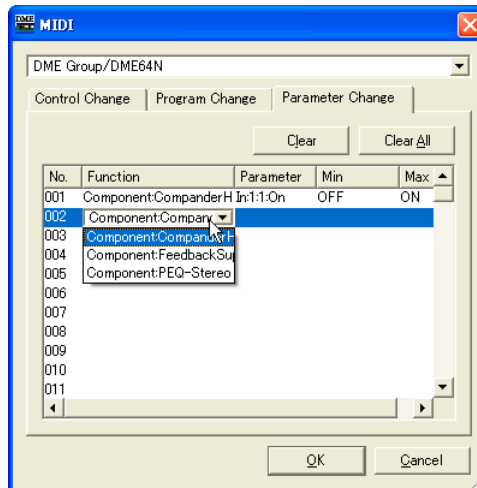 DME MIDI
DME Group/DME64N
Control Change Program Change Parameter Change
Clear Clear All
No. Function Parameter Min Max
001 Component:CompanderH In:1:1:On OFF ON
002 Component:Compan
003 Component:CompanderH
004 Component:FeedbackSu
005 Component:PEQ-Stereo
006
007
008
009
010
011
OK Cancel